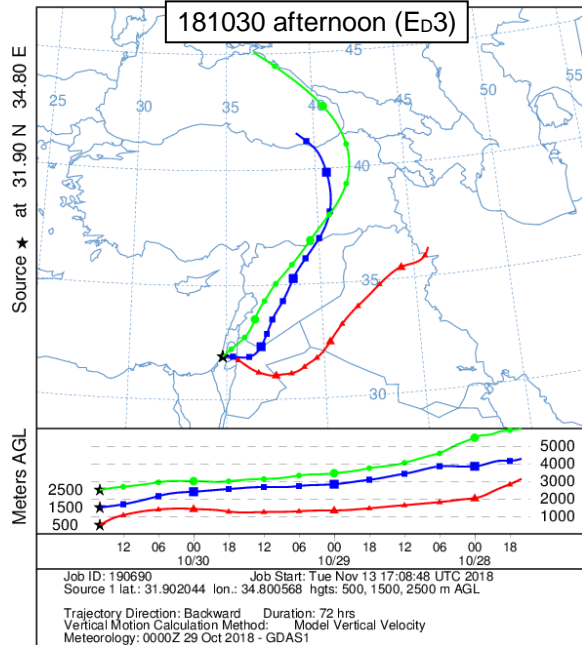 181030 afternoon (ED3)
Source ★ at 31.90 N 34.80 E
25
30
35
40
45
50
55
45
40
35
30
Meters AGL
2500
1500
500
5000
4000
3000
2000
1000
12 06 00 18 12 06 00 18 12 06 00 18
10/30 10/29 10/28
Job ID: 190690 Job Start: Tue Nov 13 17:08:48 UTC 2018
Source 1 lat.: 31.902044 lon.: 34.800568 hgts: 500, 1500, 2500 m AGL
Trajectory Direction: Backward Duration: 72 hrs
Vertical Motion Calculation Method: Model Vertical Velocity
Meteorology: 0000Z 29 Oct 2018 - GDAS1